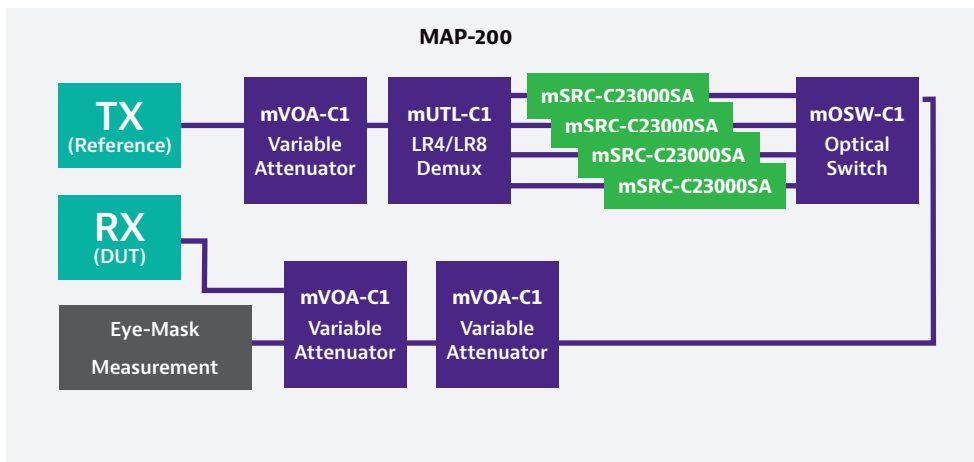 MAP-200
TX
(Reference)
mVOA-C1
Variable
Attenuator
mUTL-C1
LR4/LR8
Demux
mSRC-C23000SA
mSRC-C23000SA
mSRC-C23000SA
mSRC-C23000SA
mOSW-C1
Optical
Switch
RX
(DUT)
Eye-Mask
Measurement
mVOA-C1
Variable
Attenuator
mVOA-C1
Variable
Attenuator